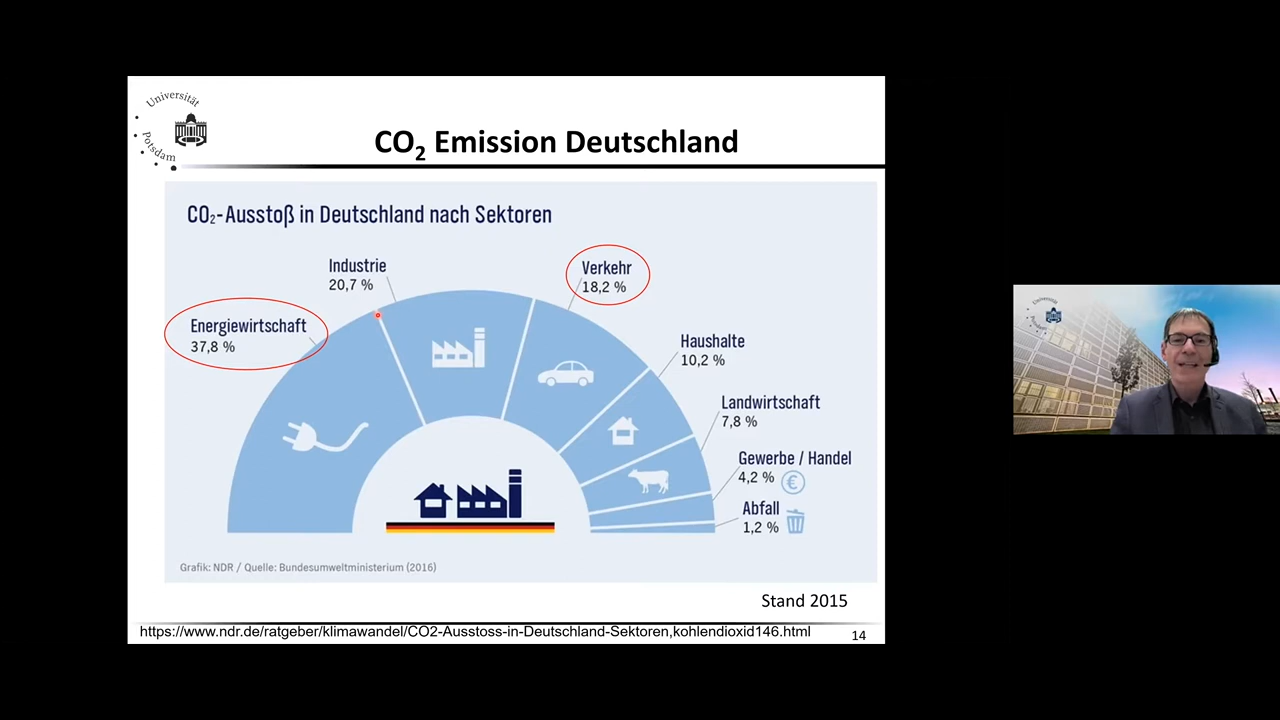 Universität
Potsdam
CO2 Emission Deutschland
CO2-Ausstoß in Deutschland nach Sektoren
Industrie
20,7 %
Verkehr
18,2 %
Energiewirtschaft
37,8 %
Haushalte
10,2 %
Landwirtschaft
7,8 %
Gewerbe / Handel
4,2 %
€
Abfall
1,2 %
Grafik: NDR / Quelle: Bundesumweltministerium (2016)
Stand 2015
https://www.ndr.de/ratgeber/klimawandel/CO2-Ausstoss-in-Deutschland-Sektoren,kohlendioxid146.html
14
Universität
Potsdam